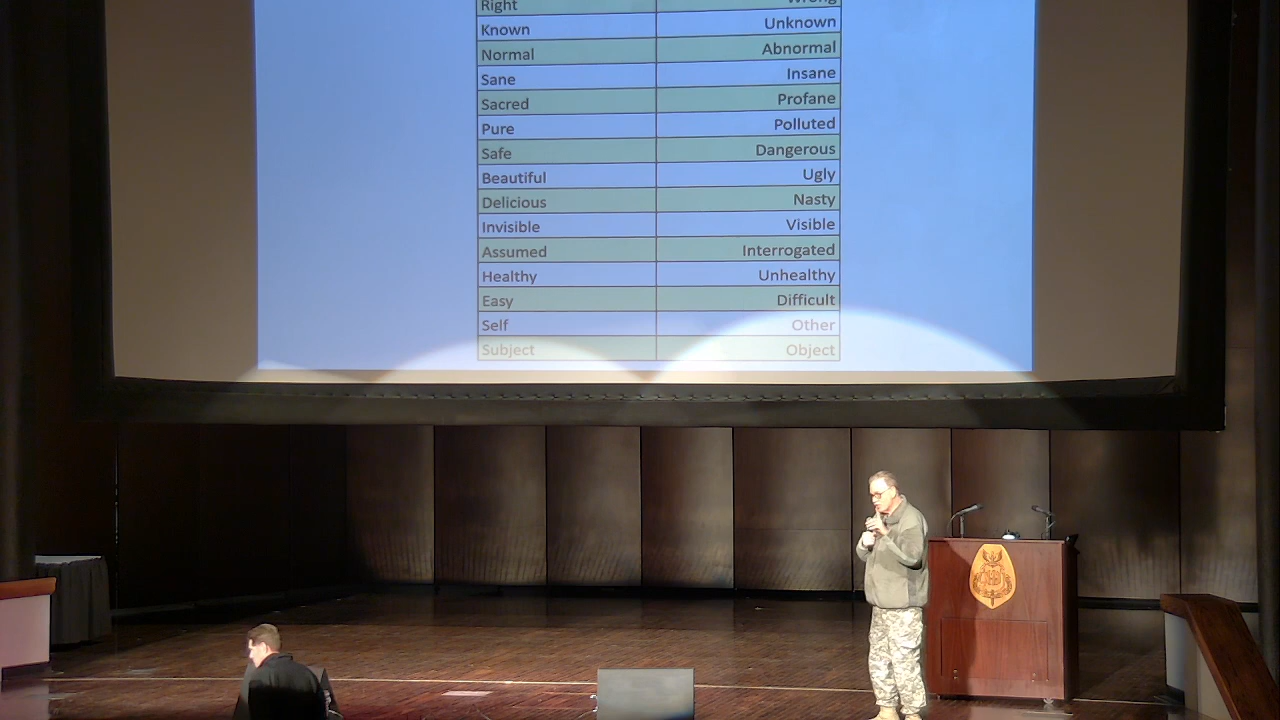 Right Wrong
Known Unknown
Normal Abnormal
Sane Insane
Sacred Profane
Pure Polluted
Safe Dangerous
Beautiful Ugly
Delicious Nasty
Invisible Visible
Assumed Interrogated
Healthy Unhealthy
Easy Difficult
Self Other
Subject Object